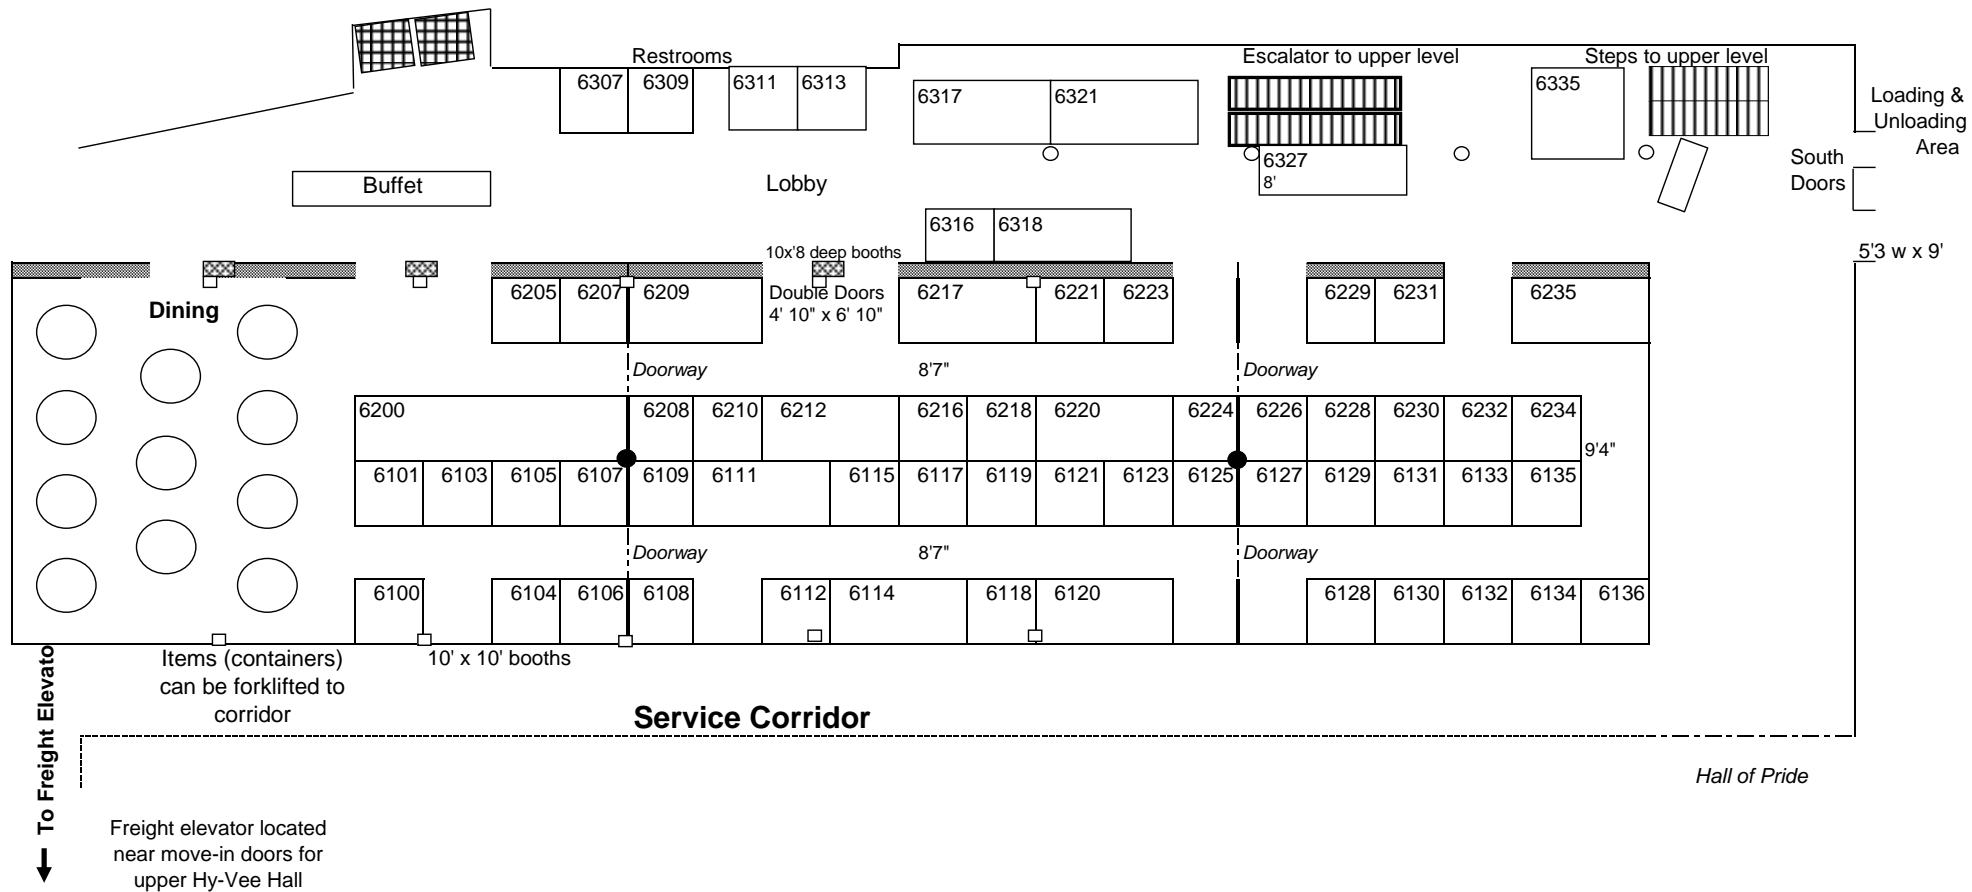 Restrooms
Escalator to upper level
Steps to upper level
6307 6309 6311 6313
6317 6321
6335
Loading &
Unloading
Area
6327
8'
South
Doors
Buffet
Lobby
6316 6318
10x'8 deep booths
5'3 w x 9'
Dining
6205 6207 6209
Double Doors
4' 10" x 6' 10"
6217 6221 6223
6229 6231
6235
Doorway
8'7"
Doorway
6200 6208 6210 6212 6216 6218 6220 6224 6226 6228 6230 6232 6234
9'4"
6101 6103 6105 6107 6109 6111 6115 6117 6119 6121 6123 6125 6127 6129 6131 6133 6135
Doorway
8'7"
Doorway
6100 6104 6106 6108 6112 6114 6118 6120 6128 6130 6132 6134 6136
Items (containers)
can be forklifted to
corridor
10' x 10' booths
Service Corridor
To Freight Elevato
Hall of Pride
Freight elevator located
near move-in doors for
upper Hy-Vee Hall